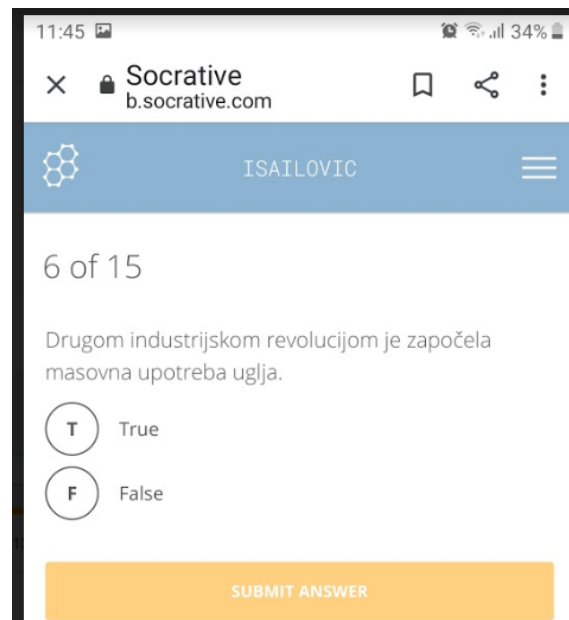 11:45 34%
Socrative
b.socrative.com
ISAILOVIC
6 of 15
Drugom industrijskom revolucijom je započela
masovna upotreba uglja.
T True
F False
SUBMIT ANSWER